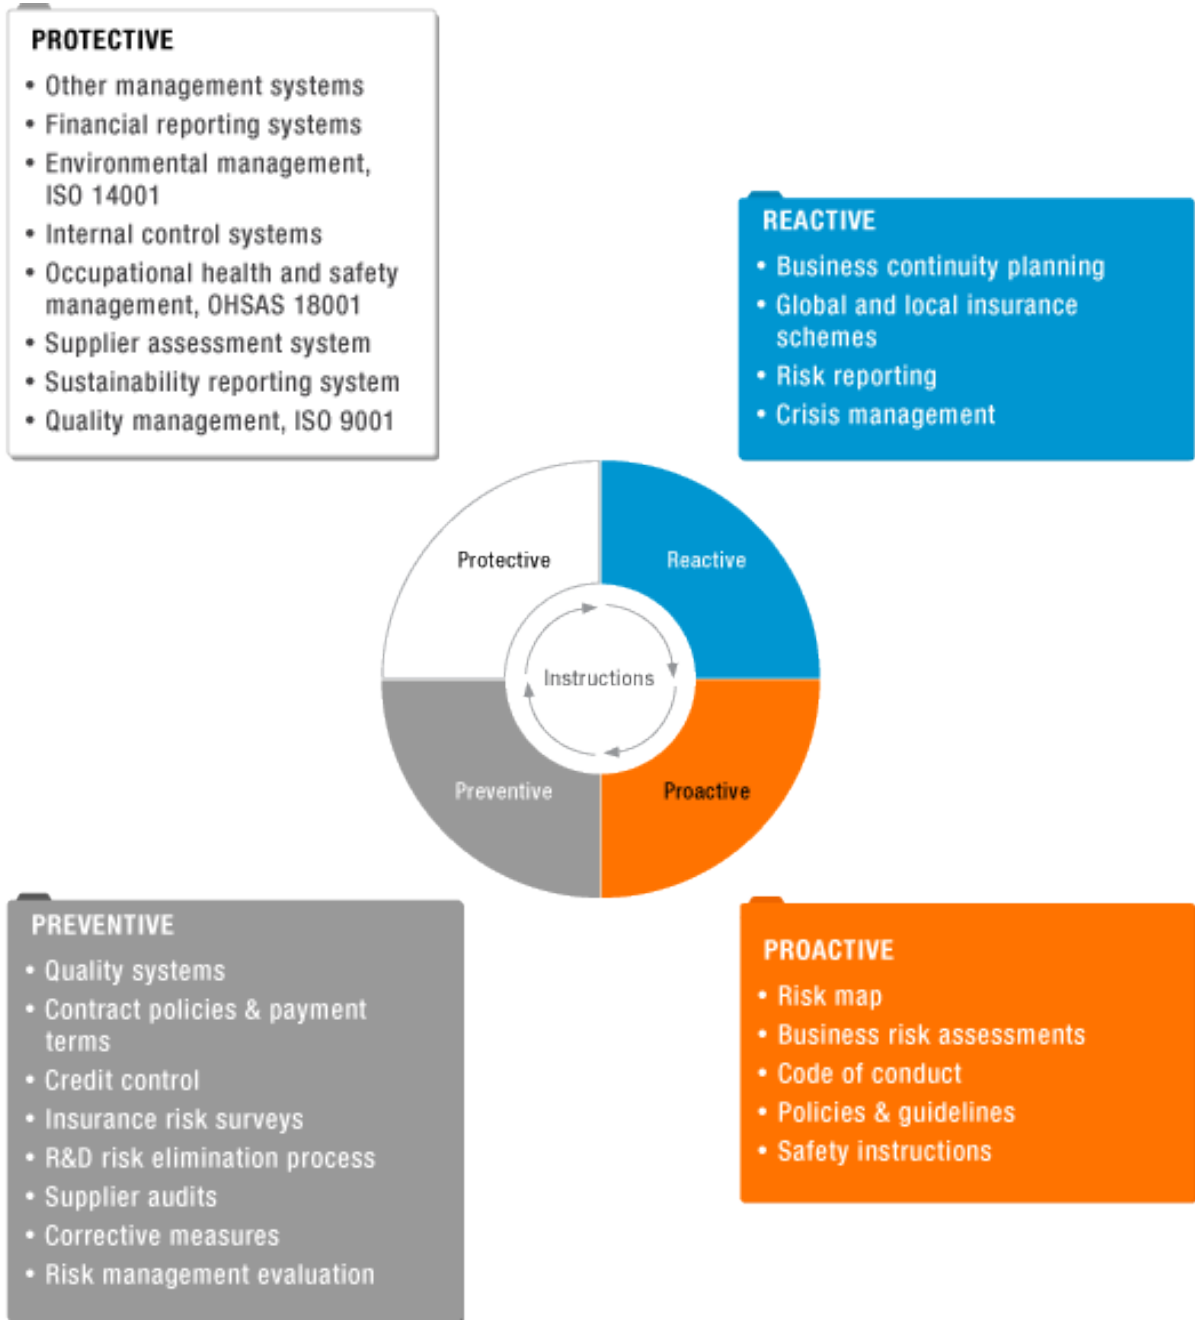 PROTECTIVE
• Other management systems
• Financial reporting systems
• Environmental management,
ISO 14001
• Internal control systems
• Occupational health and safety
management, OHSAS 18001
• Supplier assessment system
• Sustainability reporting system
• Quality management, ISO 9001
REACTIVE
• Business continuity planning
• Global and local insurance
schemes
• Risk reporting
• Crisis management
Protective
Reactive
Instructions
Preventive
Proactive
PREVENTIVE
• Quality systems
• Contract policies & payment
terms
• Credit control
• Insurance risk surveys
• R&D risk elimination process
• Supplier audits
• Corrective measures
• Risk management evaluation
PROACTIVE
• Risk map
• Business risk assessments
• Code of conduct
• Policies & guidelines
• Safety instructions